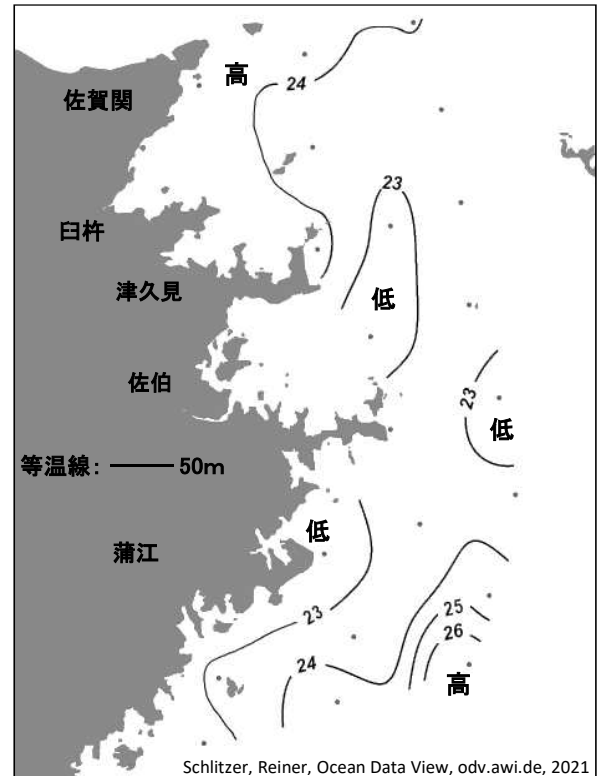 高
24
佐賀関
23
臼杵
津久見
低
佐伯
23
低
等温線: 50m
低
蒲江
25
23
26
24
高
Schlitzer, Reiner, Ocean Data View, odv.awi.de, 2021